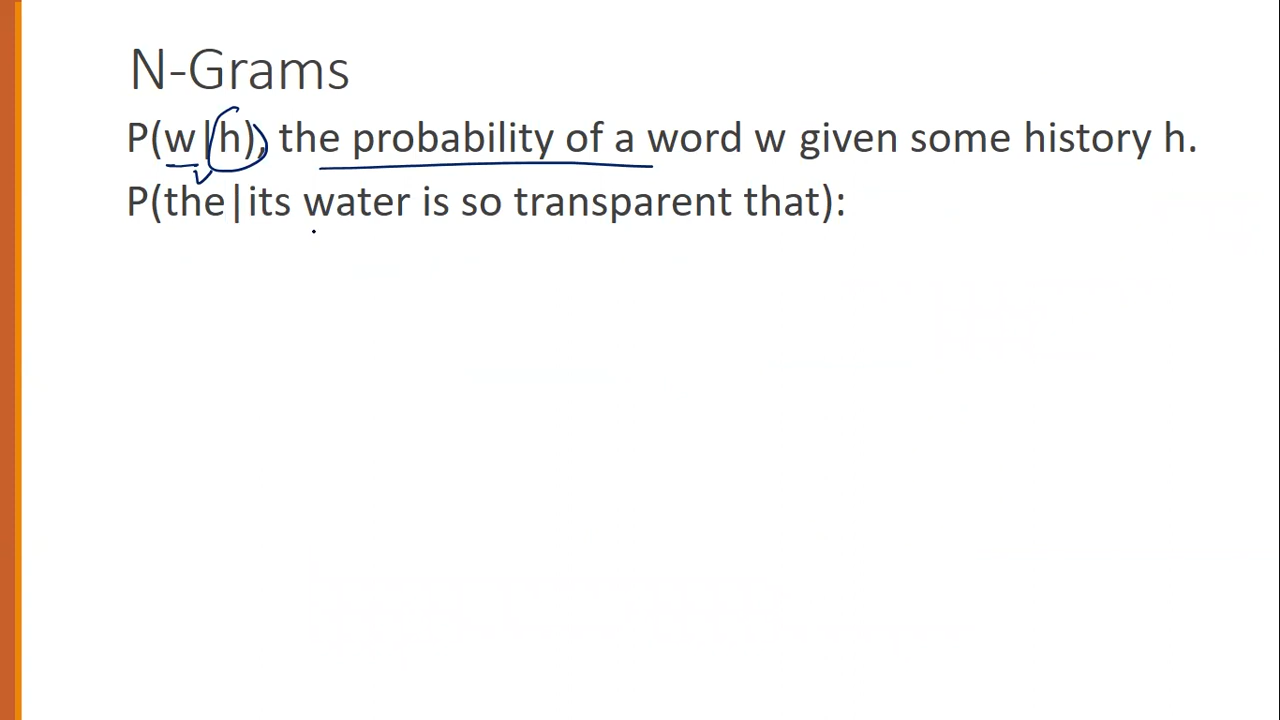 N-Grams
P(w|h), the probability of a word w given some history h.
P(the|its water is so transparent that):